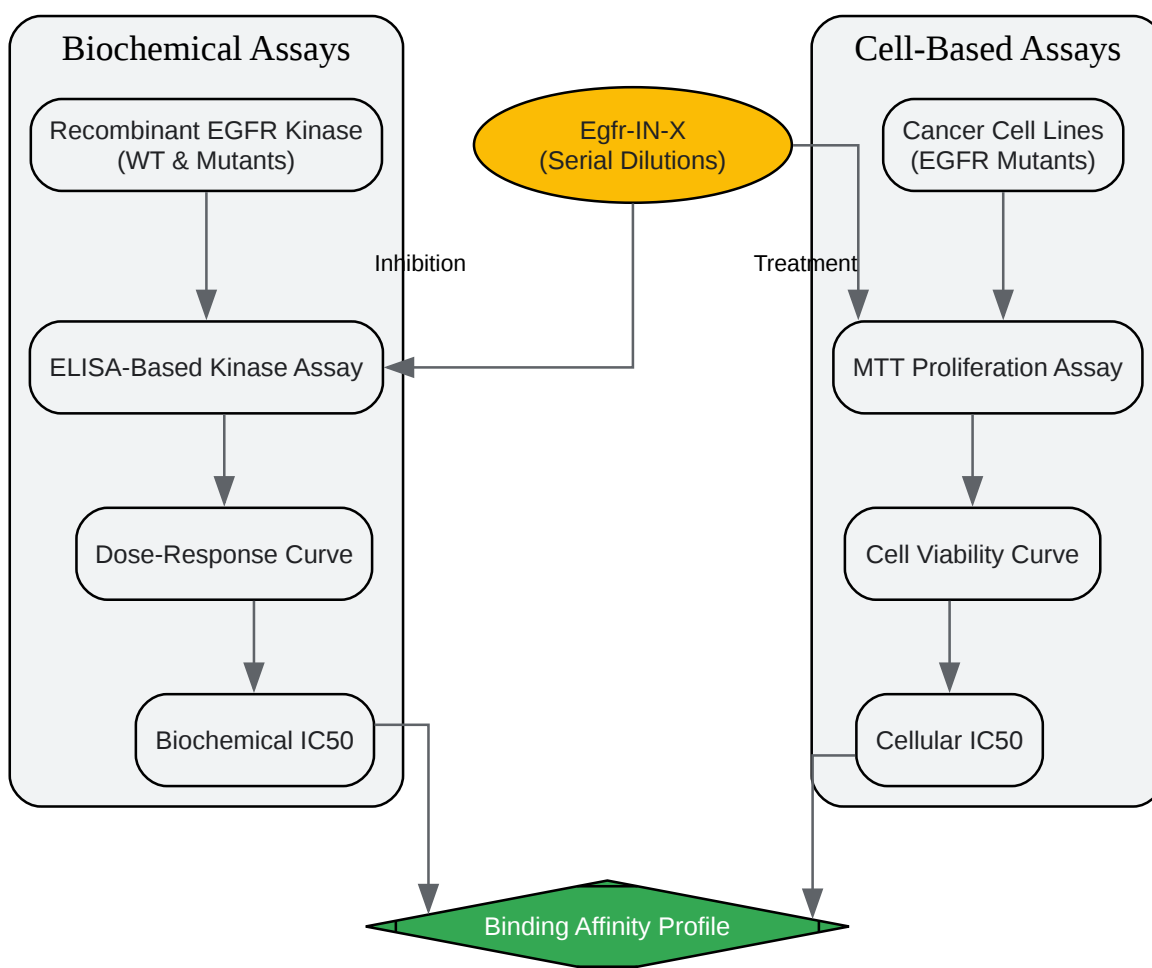 Biochemical Assays
Cell-Based Assays
Recombinant EGFR Kinase
(WT & Mutants)
Egfr-IN-X
(Serial Dilutions)
Cancer Cell Lines
(EGFR Mutants)
Inhibition
Treatment
ELISA-Based Kinase Assay
MTT Proliferation Assay
Dose-Response Curve
Cell Viability Curve
Biochemical IC50
Cellular IC50
Binding Affinity Profile